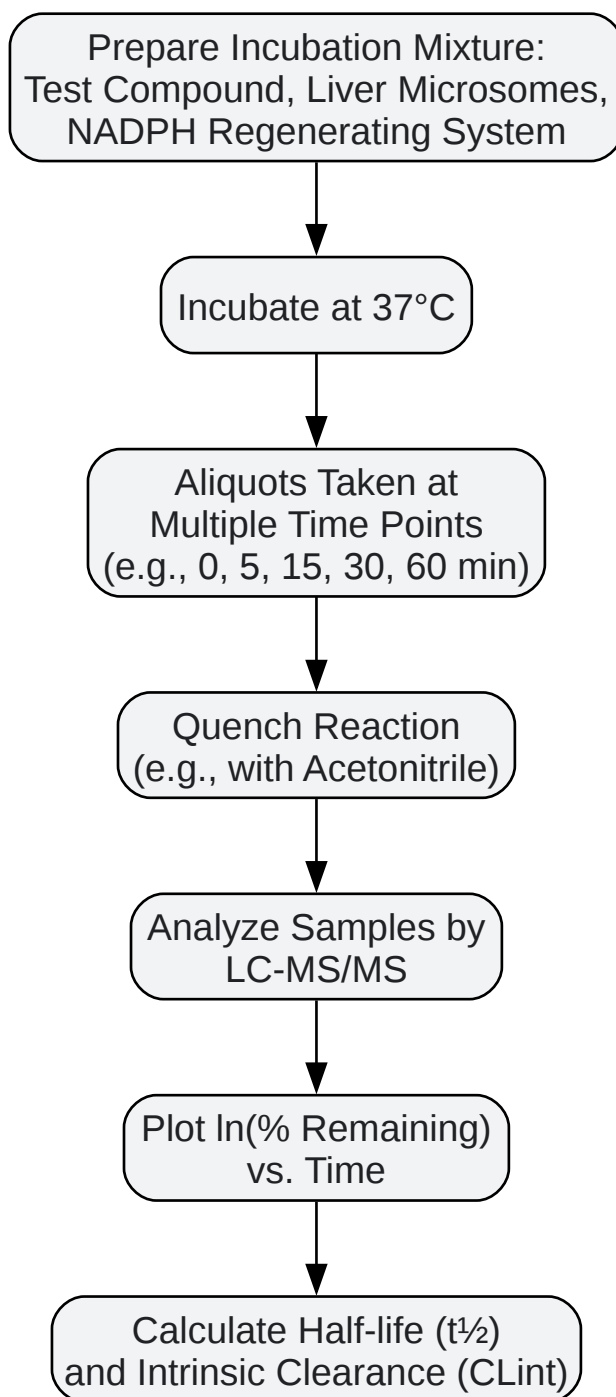 Prepare Incubation Mixture:
Test Compound, Liver Microsomes,
NADPH Regenerating System
Incubate at 37°C
Aliquots Taken at
Multiple Time Points
(e.g., 0, 5, 15, 30, 60 min)
Quench Reaction
(e.g., with Acetonitrile)
Analyze Samples by
LC-MS/MS
Plot ln(% Remaining)
vs. Time
Calculate Half-life (t½)
and Intrinsic Clearance (CLint)